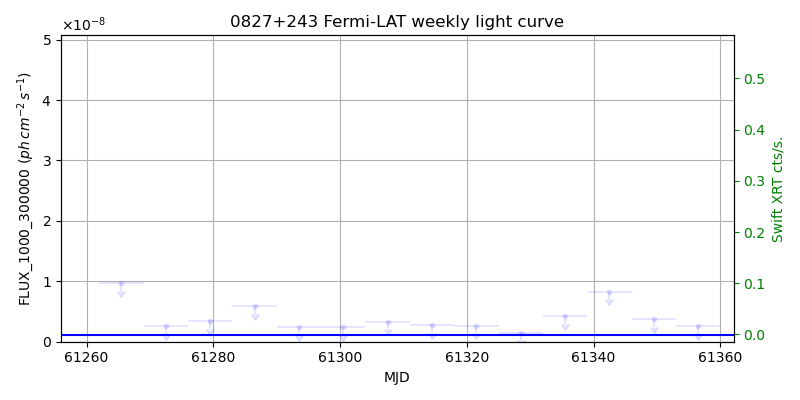 0827+243 Fermi-LAT weekly light curve
×10⁻⁸
5
4
3
2
1
0
FLUX_1000_300000 (ph cm⁻² s⁻¹)
0.5
0.4
0.3
0.2
0.1
0.0
Swift XRT cts/s.
61260 61280 61300 61320 61340 61360
MJD